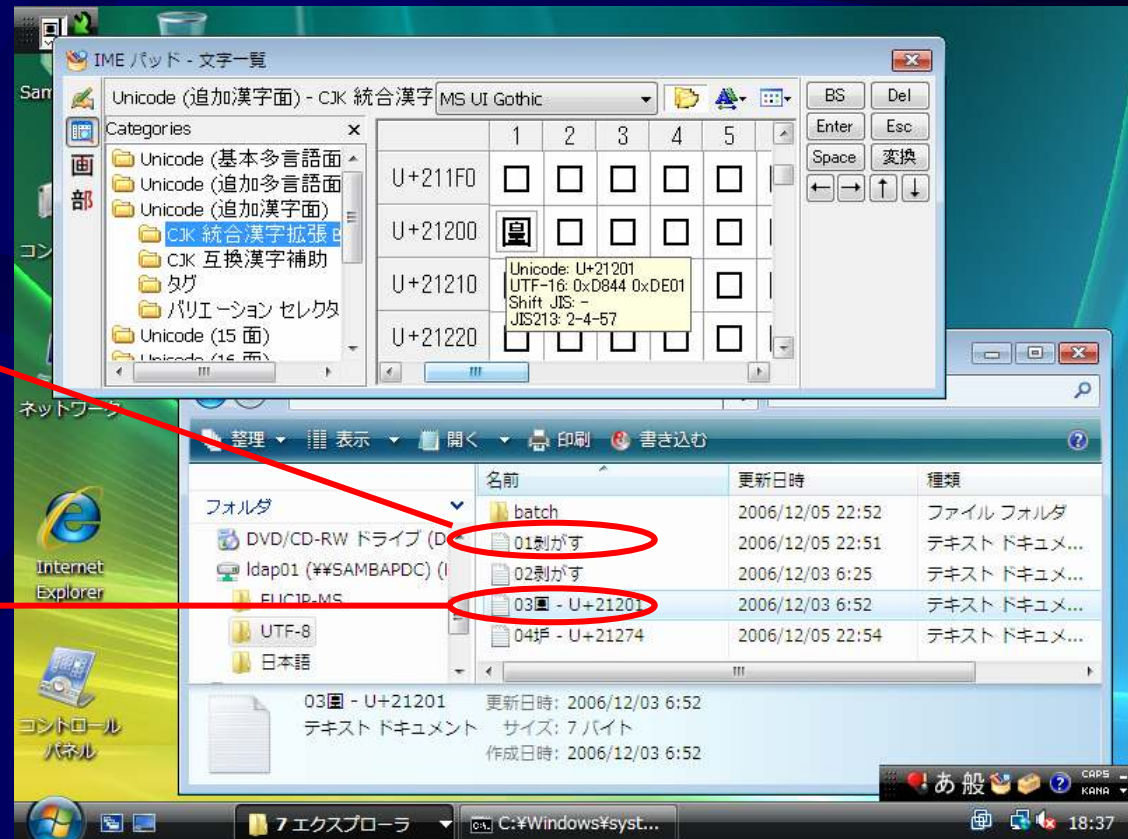 IME パッド - 文字一覧
Unicode (追加漢字面) - CJK 統合漢字
MS UI Gothic
BS Del
Enter Esc
Space 変換
← → ↑ ↓
画
部
Categories x
Unicode (基本多言語面
Unicode (追加多言語面
Unicode (追加漢字面)
CJK 統合漢字拡張 B
CJK 互換漢字補助
タグ
バリエーション セレクタ
Unicode (15 面)
Unicode (16 面)
1 2 3 4 5
U+211F0
U+21200 𡈁
U+21210
U+21220
Unicode: U+21201
UTF-16: 0xD844 0xDE01
Shift JIS: -
JIS213: 2-4-57
Sam
コン
ネットワーク
Internet Explorer
コントロール パネル
整理 表示 開く 印刷 書き込む
フォルダ
DVD/CD-RW ドライブ (D
ldap01 (¥¥SAMBAPDC) (
EUCJP-MS
UTF-8
日本語
名前 更新日時 種類
batch 2006/12/05 22:52 ファイル フォルダ
01剝がす 2006/12/05 22:51 テキスト ドキュメ...
02剥がす 2006/12/03 6:25 テキスト ドキュメ...
03𡈁 - U+21201 2006/12/03 6:52 テキスト ドキュメ...
04𡉴 - U+21274 2006/12/05 22:54 テキスト ドキュメ...
03𡈁 - U+21201 更新日時: 2006/12/03 6:52
テキスト ドキュメント サイズ: 7 バイト
作成日時: 2006/12/03 6:52
あ 般 CAPS KANA
7 エクスプローラ
C:¥Windows¥syst...
18:37